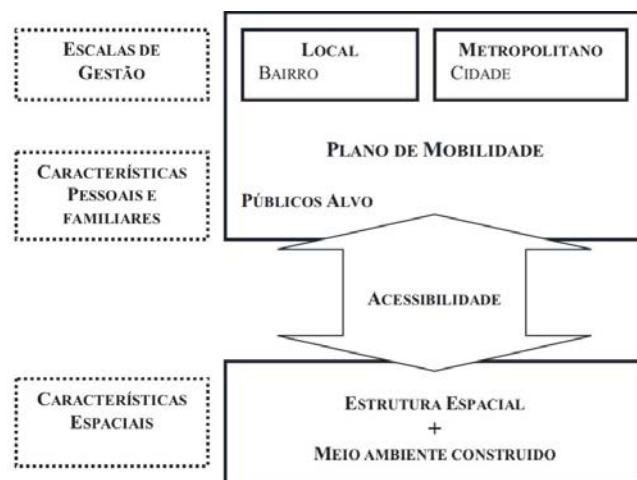 ESCALAS DE
GESTÃO
LOCAL
BAIRRO
METROPOLITANO
CIDADE
CARACTERÍSTICAS
PESSOAIS E
FAMILIARES
PLANO DE MOBILIDADE
PÚBLICOS ALVO
ACESSIBILIDADE
CARACTERÍSTICAS
ESPACIAIS
ESTRUTURA ESPACIAL
+
MEIO AMBIENTE CONSTRUIDO